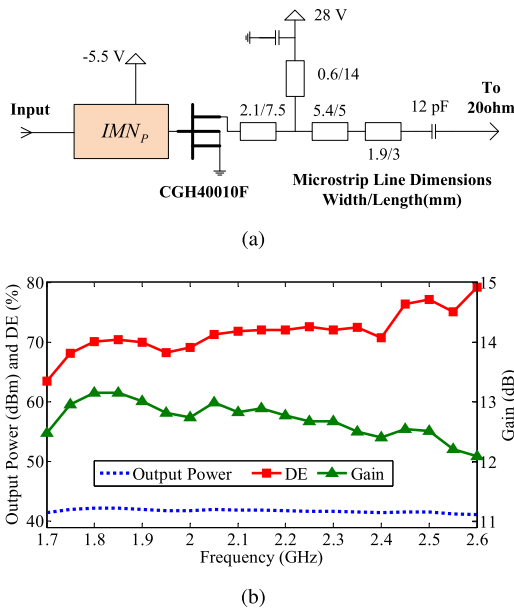 (a)
28 V
-5.5 V
0.6/14
To
20ohm
2.1/7.5
5.4/5
12 pF
Input
IMN_P
1.9/3
CGH40010F
Microstrip Line Dimensions
Width/Length(mm)
(a)
80
70
60
50
40
Output Power (dBm) and DE (%)
15
14
13
12
11
Gain (dB)
Output Power
DE
Gain
1.7 1.8 1.9 2 2.1 2.2 2.3 2.4 2.5 2.6
Frequency (GHz)
(b)